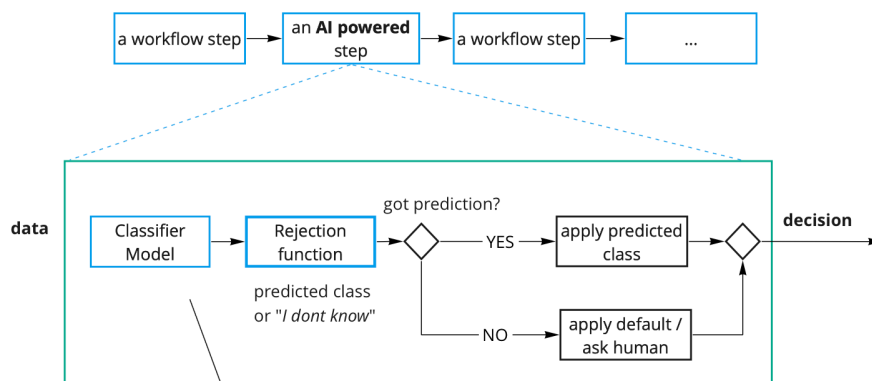 a workflow step
an AI powered
step
a workflow step
...
data
Classifier
Model
Rejection
function
predicted class
or "I dont know"
got prediction?
YES
apply predicted
class
NO
apply default /
ask human
decision